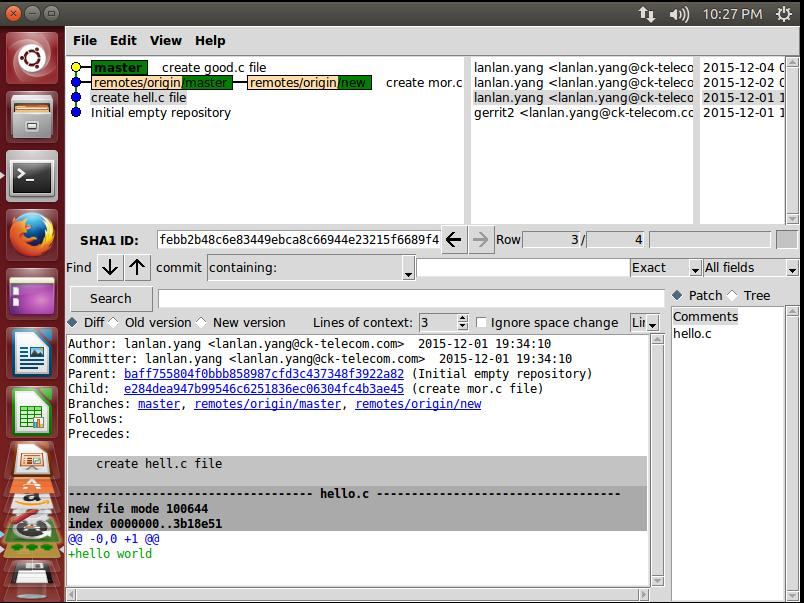 10:27 PM
File Edit View Help
master create good.c file lanlan.yang <lanlan.yang@ck-teleco 2015-12-04 0
remotes/origin/master remotes/origin/new create mor.c lanlan.yang <lanlan.yang@ck-teleco 2015-12-02 0
create hell.c file lanlan.yang <lanlan.yang@ck-teleco 2015-12-01 1
Initial empty repository gerrit2 <lanlan.yang@ck-telecom.co 2015-12-01 1
SHA1 ID: febb2b48c6e83449ebca8c66944e23215f6689f4 Row 3/ 4
Find commit containing: Exact All fields
Search Patch Tree
Diff Old version New version Lines of context: 3 Ignore space change Lin
Comments
hello.c
Author: lanlan.yang <lanlan.yang@ck-telecom.com> 2015-12-01 19:34:10
Committer: lanlan.yang <lanlan.yang@ck-telecom.com> 2015-12-01 19:34:10
Parent: baff755804f0bbb858987cfd3c437348f3922a82 (Initial empty repository)
Child: e284dea947b99546c6251836ec06304fc4b3ae45 (create mor.c file)
Branches: master, remotes/origin/master, remotes/origin/new
Follows:
Precedes:
create hell.c file
---------------------------------- hello.c ----------------------------------
new file mode 100644
index 0000000..3b18e51
@@ -0,0 +1 @@
+hello world